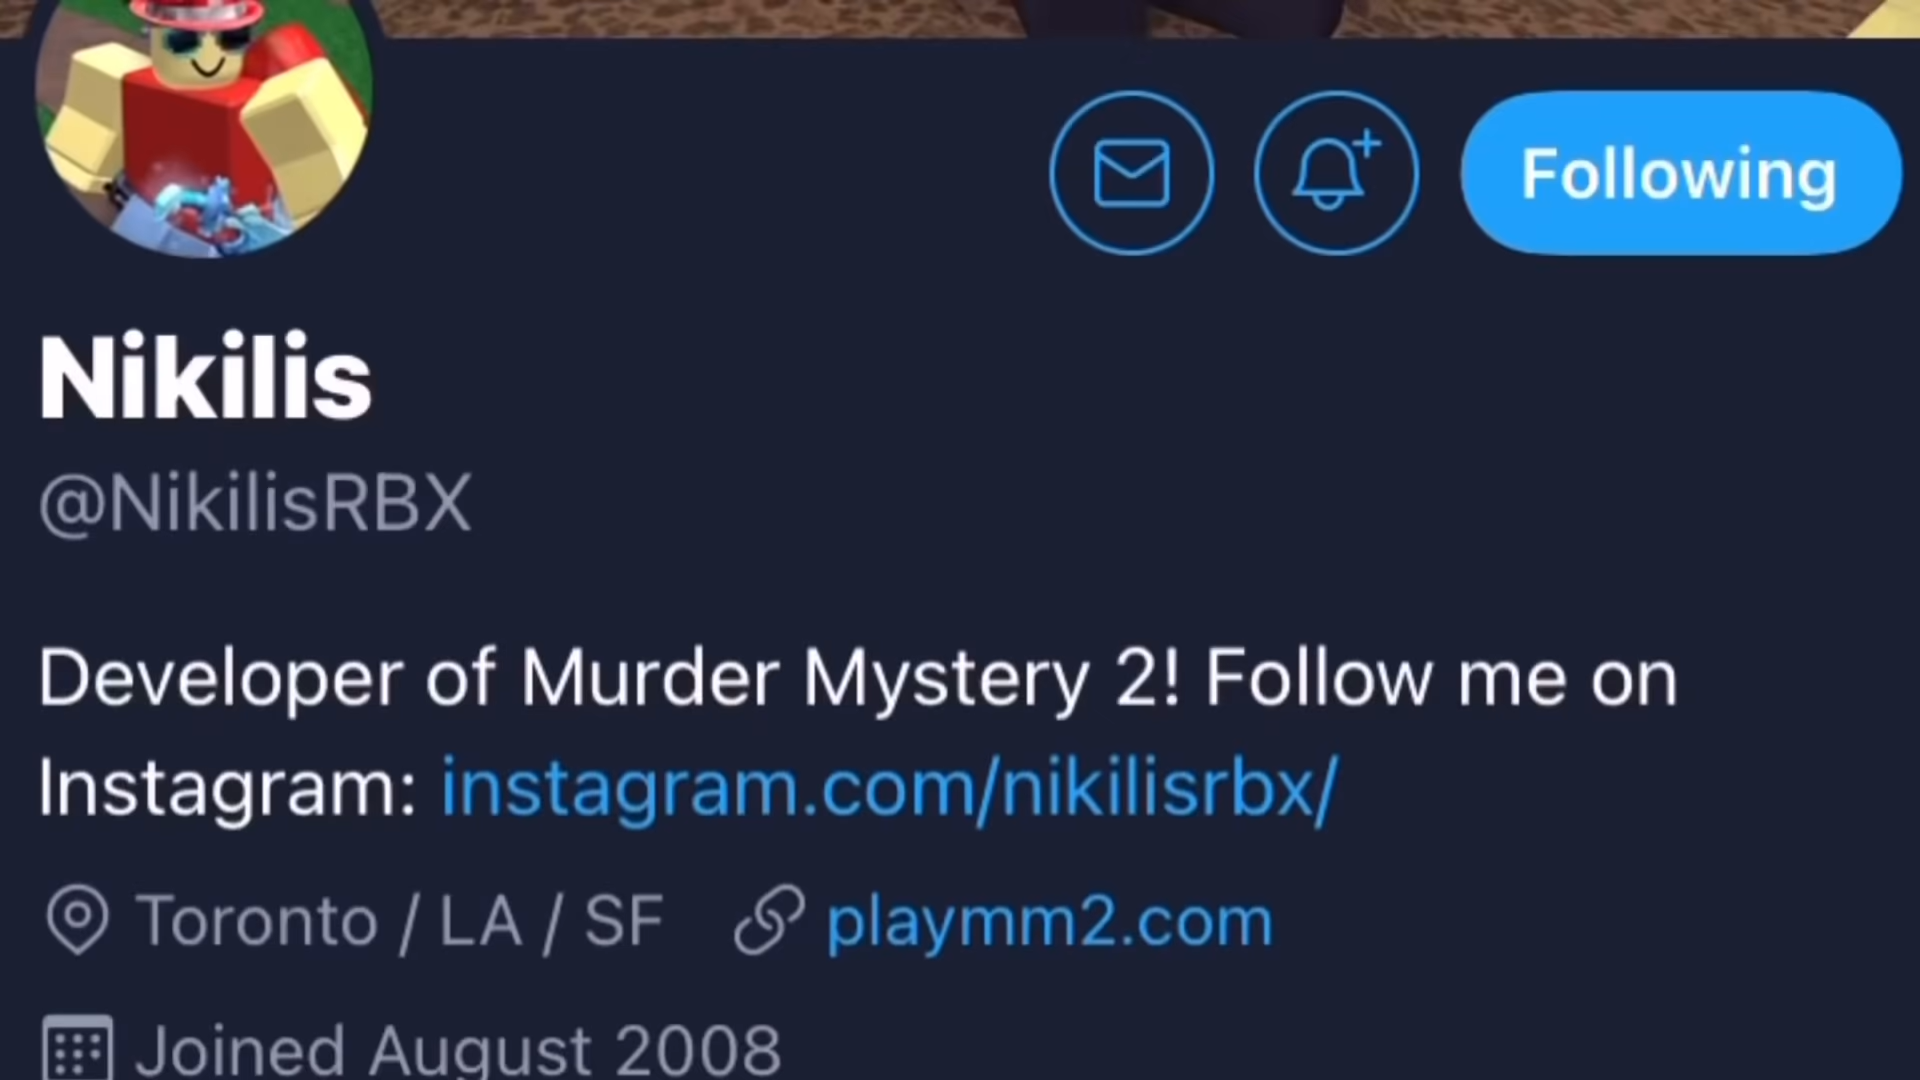 Following
Nikilis
@NikilisRBX
Developer of Murder Mystery 2! Follow me on
Instagram: instagram.com/nikilisrbx/
Toronto / LA / SF playmm2.com
Joined August 2008